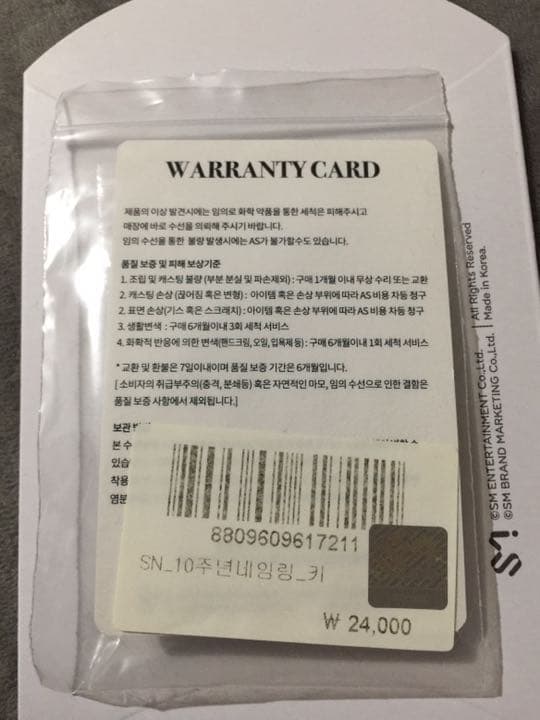 WARRANTY CARD
제품의 이상 발견시에는 임의로 화학 약품을 통한 세척은 피해주시고
매장에 바로 수선을 의뢰해 주시기 바랍니다.
임의 수선을 통한 불량 발생시에는 AS가 불가할수도 있습니다.
품질 보증 및 피해 보상기준
1. 조립 및 캐스팅 불량 (부분 분실 및 파손제외) : 구매 1개월 이내 무상 수리 또는 교환
2. 캐스팅 손상 (끊어짐 혹은 변형) : 아이템 혹은 손상 부위에 따라 AS 비용 차등 청구
2. 표면 손상(기스 혹은 스크래치) : 아이템 혹은 손상 부위에 따라 AS 비용 차등 청구
3. 생활변색 : 구매 6개월이내 3회 세척 서비스
4. 화학적 반응에 의한 변색(핸드크림, 오일, 입욕제 등) : 구매 6개월이내 1회 세척 서비스
* 교환 및 환불은 7일이내이며 품질 보증 기간은 6개월입니다.
[ 소비자의 취급부주의(충격, 분쇄등) 혹은 자연적인 마모, 임의 수선으로 인한 결함은
품질 보증 사항에서 제외됩니다.]
보관
본 수
있습
착용
염분
8809609617211
SN_10주년네임링_키
₩ 24,000
©SM ENTERTAINMENT Co.,Ltd. | All Rights Reserved
©SM BRAND MARKETING Co.,Ltd. | Made in Korea.